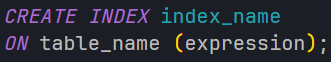 CREATE INDEX index_name
ON table_name (expression);